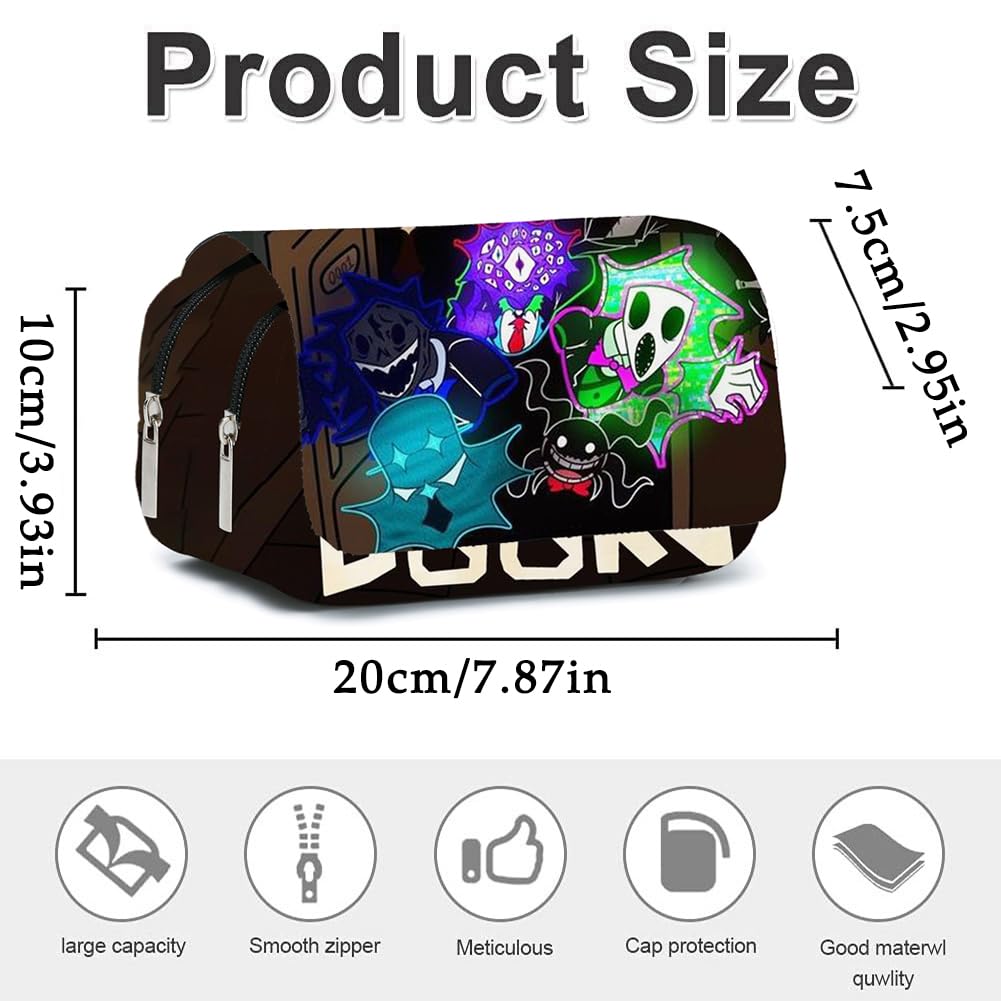 Product Size
7.5cm/2.95in
0001
10cm/3.93in
20cm/7.87in
large capacity
Smooth zipper
Meticulous
Cap protection
Good materwl
quwlity